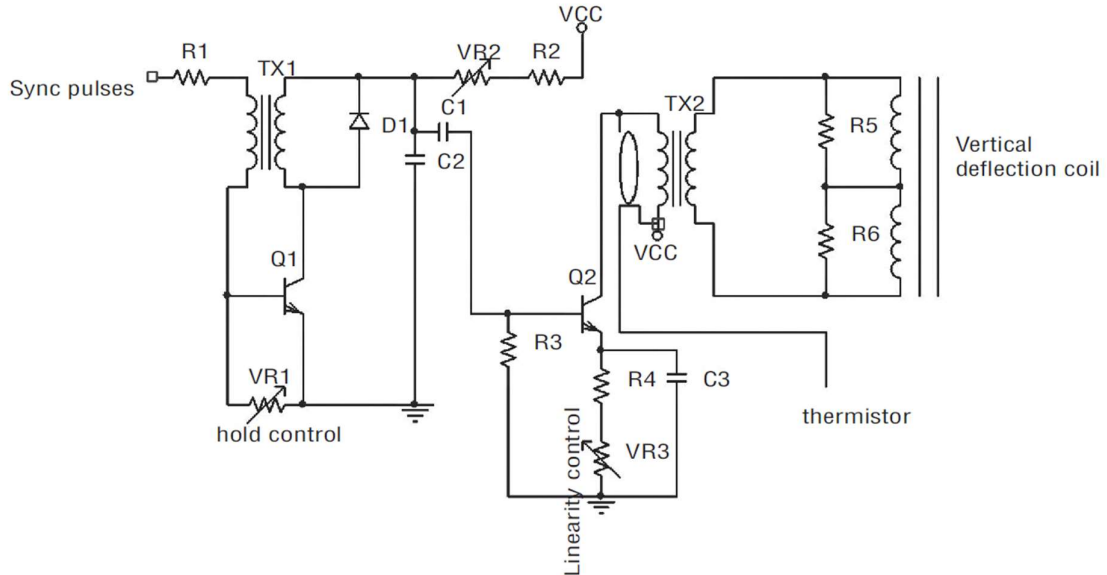 VCC
R1
VR2
R2
TX1
Sync pulses
C1
TX2
D1
R5
C2
Vertical
deflection coil
R6
VCC
Q1
Q2
R3
VR1
R4
C3
hold control
thermistor
VR3
Linearity control